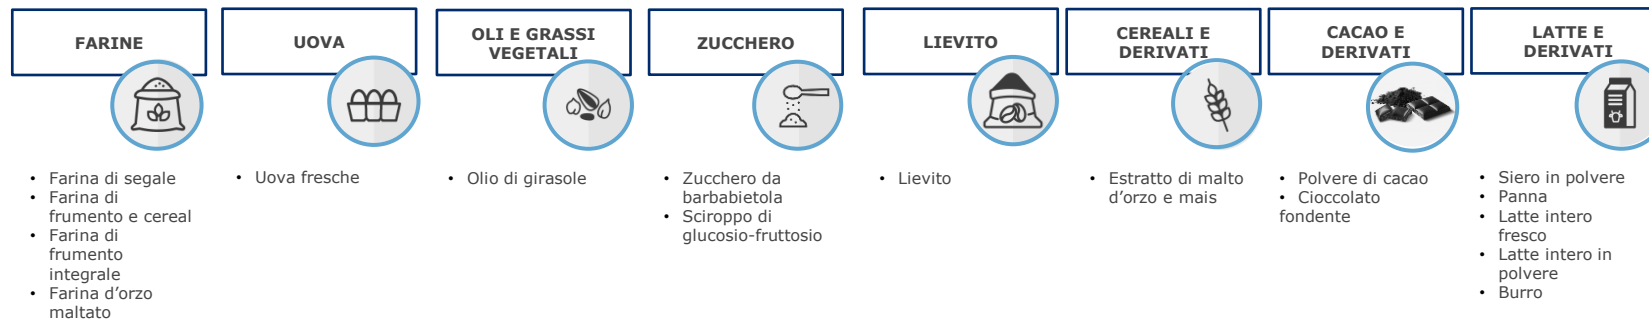 FARINE
UOVA
OLI E GRASSI
VEGETALI
ZUCCHERO
LIEVITO
CEREALI E
DERIVATI
CACAO E
DERIVATI
LATTE E
DERIVATI
• Farina di segale
• Farina di
frumento e cereal
• Farina di
frumento
integrale
• Farina d’orzo
maltato
• Uova fresche
• Olio di girasole
• Zucchero da
barbabietola
• Sciroppo di
glucosio-fruttosio
• Lievito
• Estratto di malto
d’orzo e mais
• Polvere di cacao
• Cioccolato
fondente
• Siero in polvere
• Panna
• Latte intero
fresco
• Latte intero in
polvere
• Burro